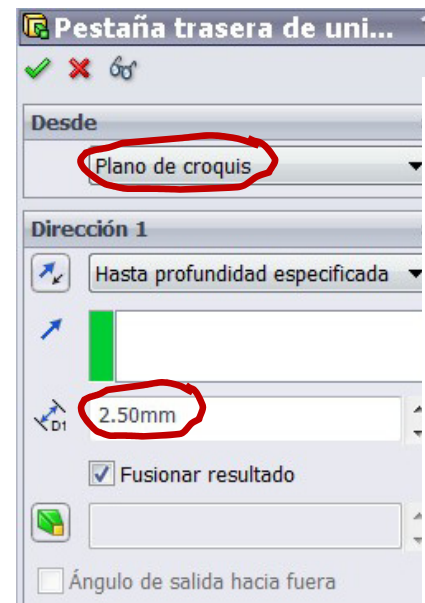 Pestaña trasera de uni...
Desde
Plano de croquis
Dirección 1
Hasta profundidad especificada
D1
2.50mm
Fusionar resultado
Ángulo de salida hacia fuera